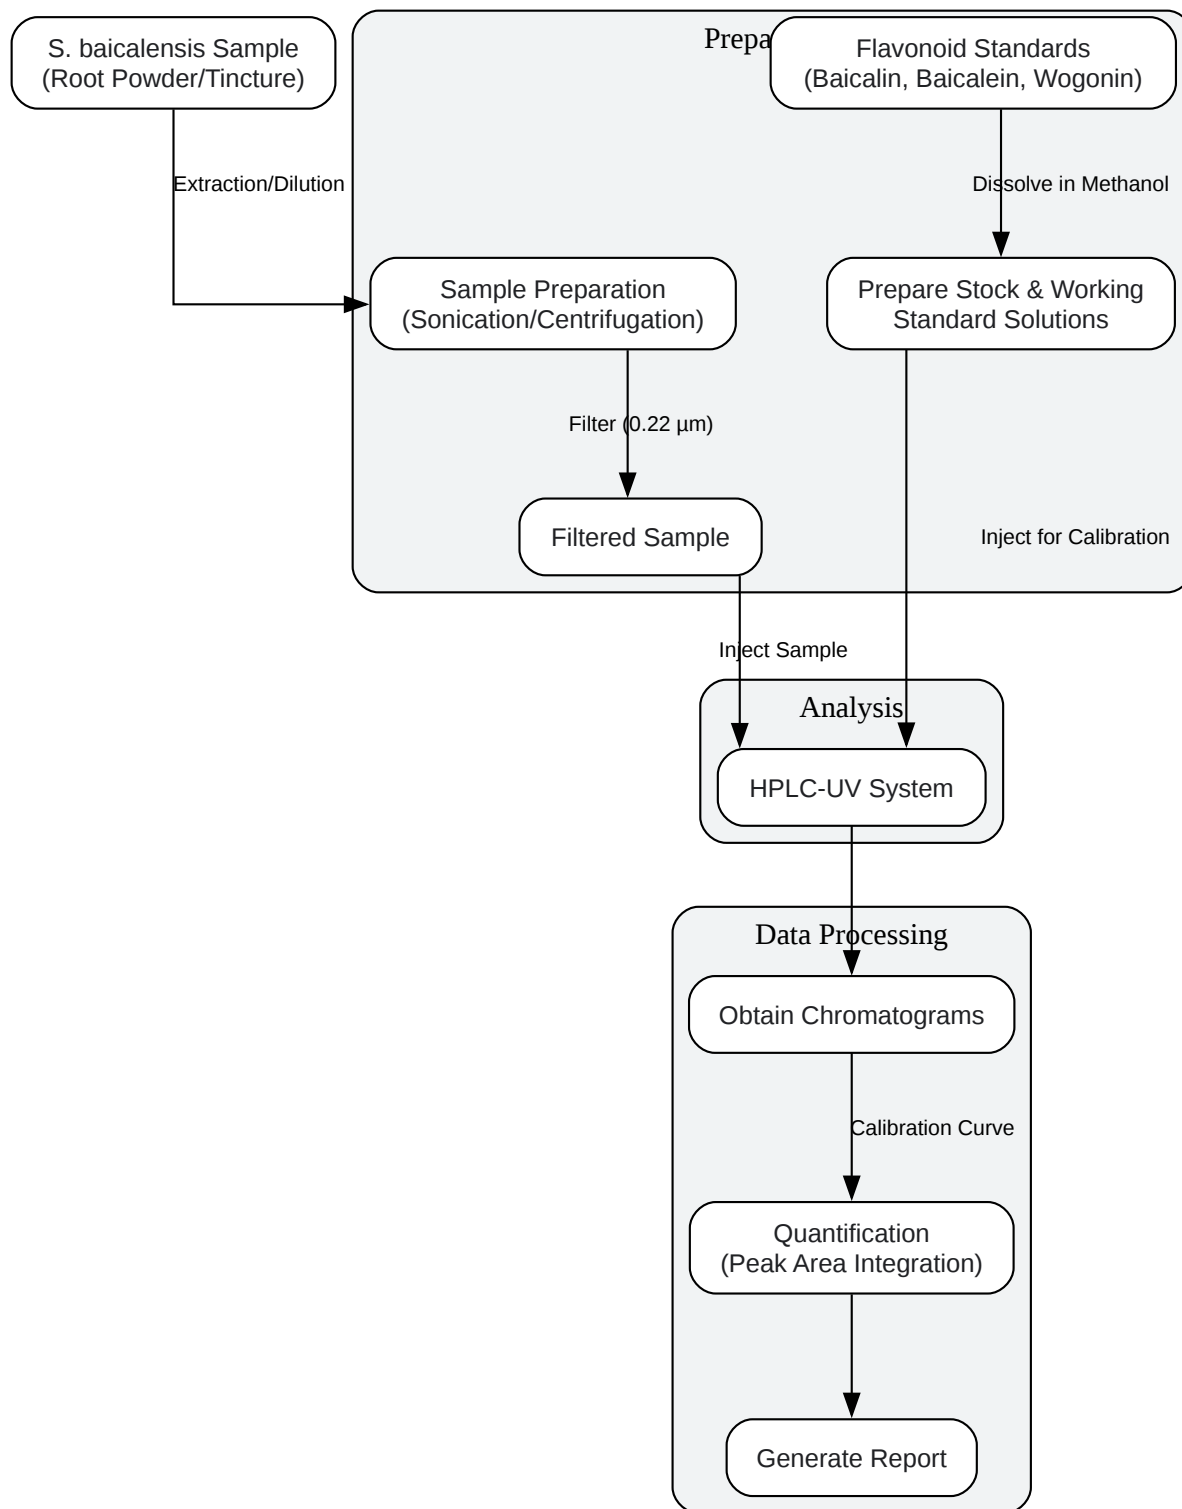 S. baicalensis Sample
(Root Powder/Tincture)
Prepa
Flavonoid Standards
(Baicalin, Baicalein, Wogonin)
Extraction/Dilution
Dissolve in Methanol
Sample Preparation
(Sonication/Centrifugation)
Prepare Stock & Working
Standard Solutions
Filter (0.22 µm)
Filtered Sample
Inject for Calibration
Inject Sample
Analysis
HPLC-UV System
Data Processing
Obtain Chromatograms
Calibration Curve
Quantification
(Peak Area Integration)
Generate Report